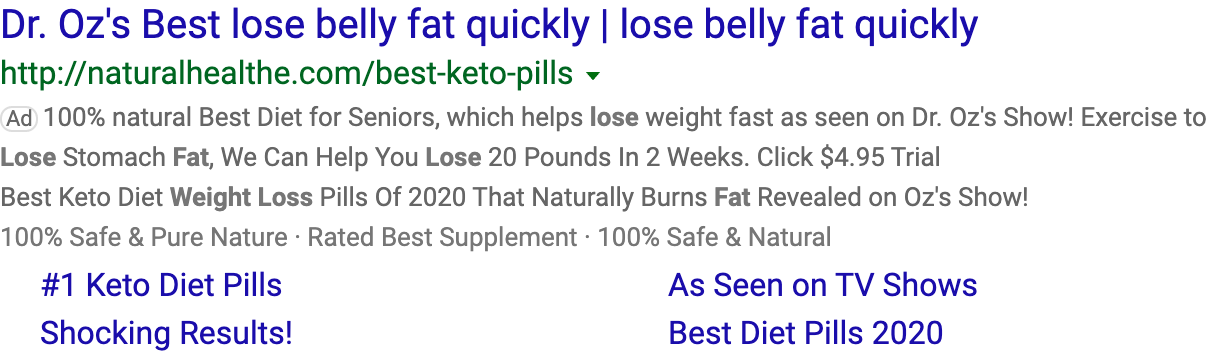 Dr. Oz's Best lose belly fat quickly | lose belly fat quickly
http://naturalhealthe.com/best-keto-pills
Ad 100% natural Best Diet for Seniors, which helps lose weight fast as seen on Dr. Oz's Show! Exercise to
Lose Stomach Fat, We Can Help You Lose 20 Pounds In 2 Weeks. Click $4.95 Trial
Best Keto Diet Weight Loss Pills Of 2020 That Naturally Burns Fat Revealed on Oz's Show!
100% Safe & Pure Nature · Rated Best Supplement · 100% Safe & Natural
#1 Keto Diet Pills As Seen on TV Shows
Shocking Results! Best Diet Pills 2020